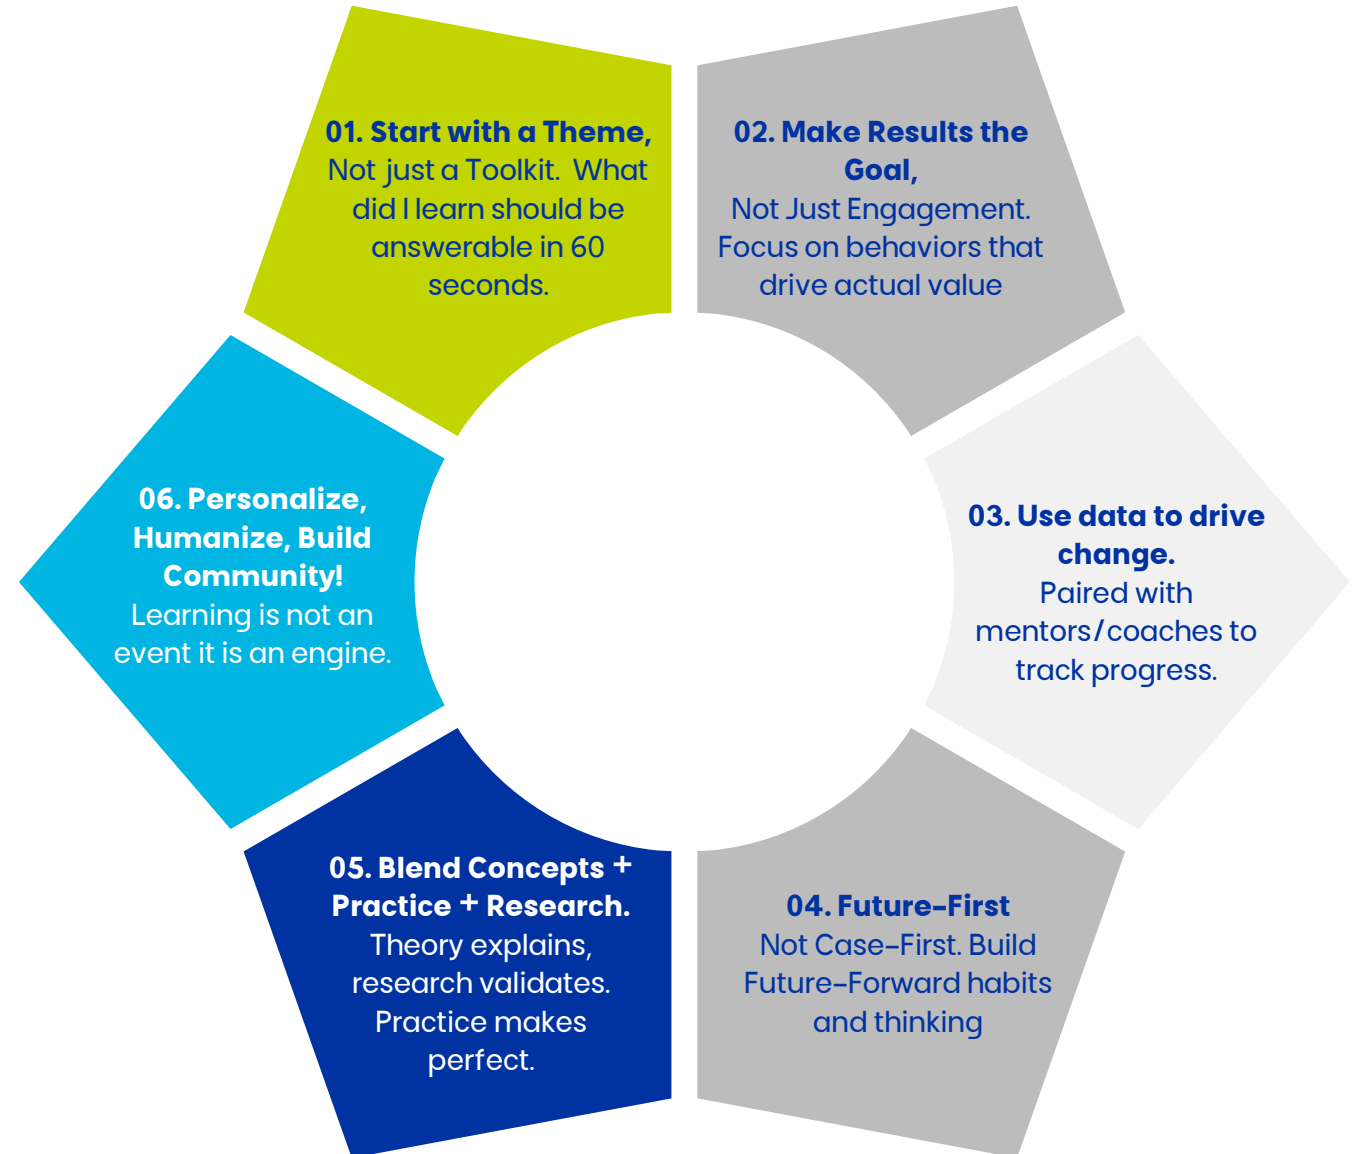 01. Start with a Theme,
Not just a Toolkit. What
did I learn should be
answerable in 60
seconds.
02. Make Results the
Goal,
Not Just Engagement.
Focus on behaviors that
drive actual value
03. Use data to drive
change.
Paired with
mentors/coaches to
track progress.
04. Future-First
Not Case-First. Build
Future-Forward habits
and thinking
05. Blend Concepts +
Practice + Research.
Theory explains,
research validates.
Practice makes
perfect.
06. Personalize,
Humanize, Build
Community!
Learning is not an
event it is an engine.